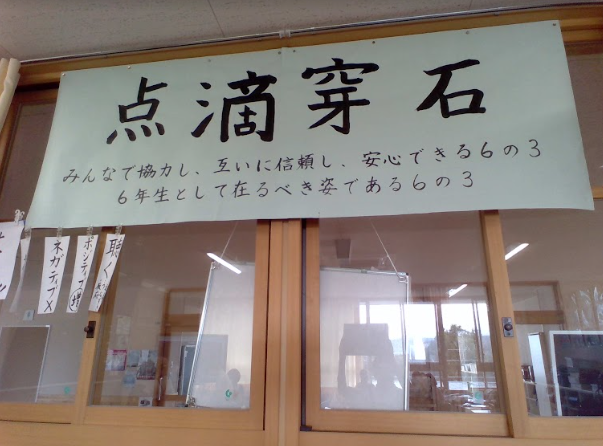 点滴穿石
みんなで協力し、互いに信頼し、安心できる6の3
6年生として在るべき姿である6の3
ネガティブ×
ポジティブ
聴く